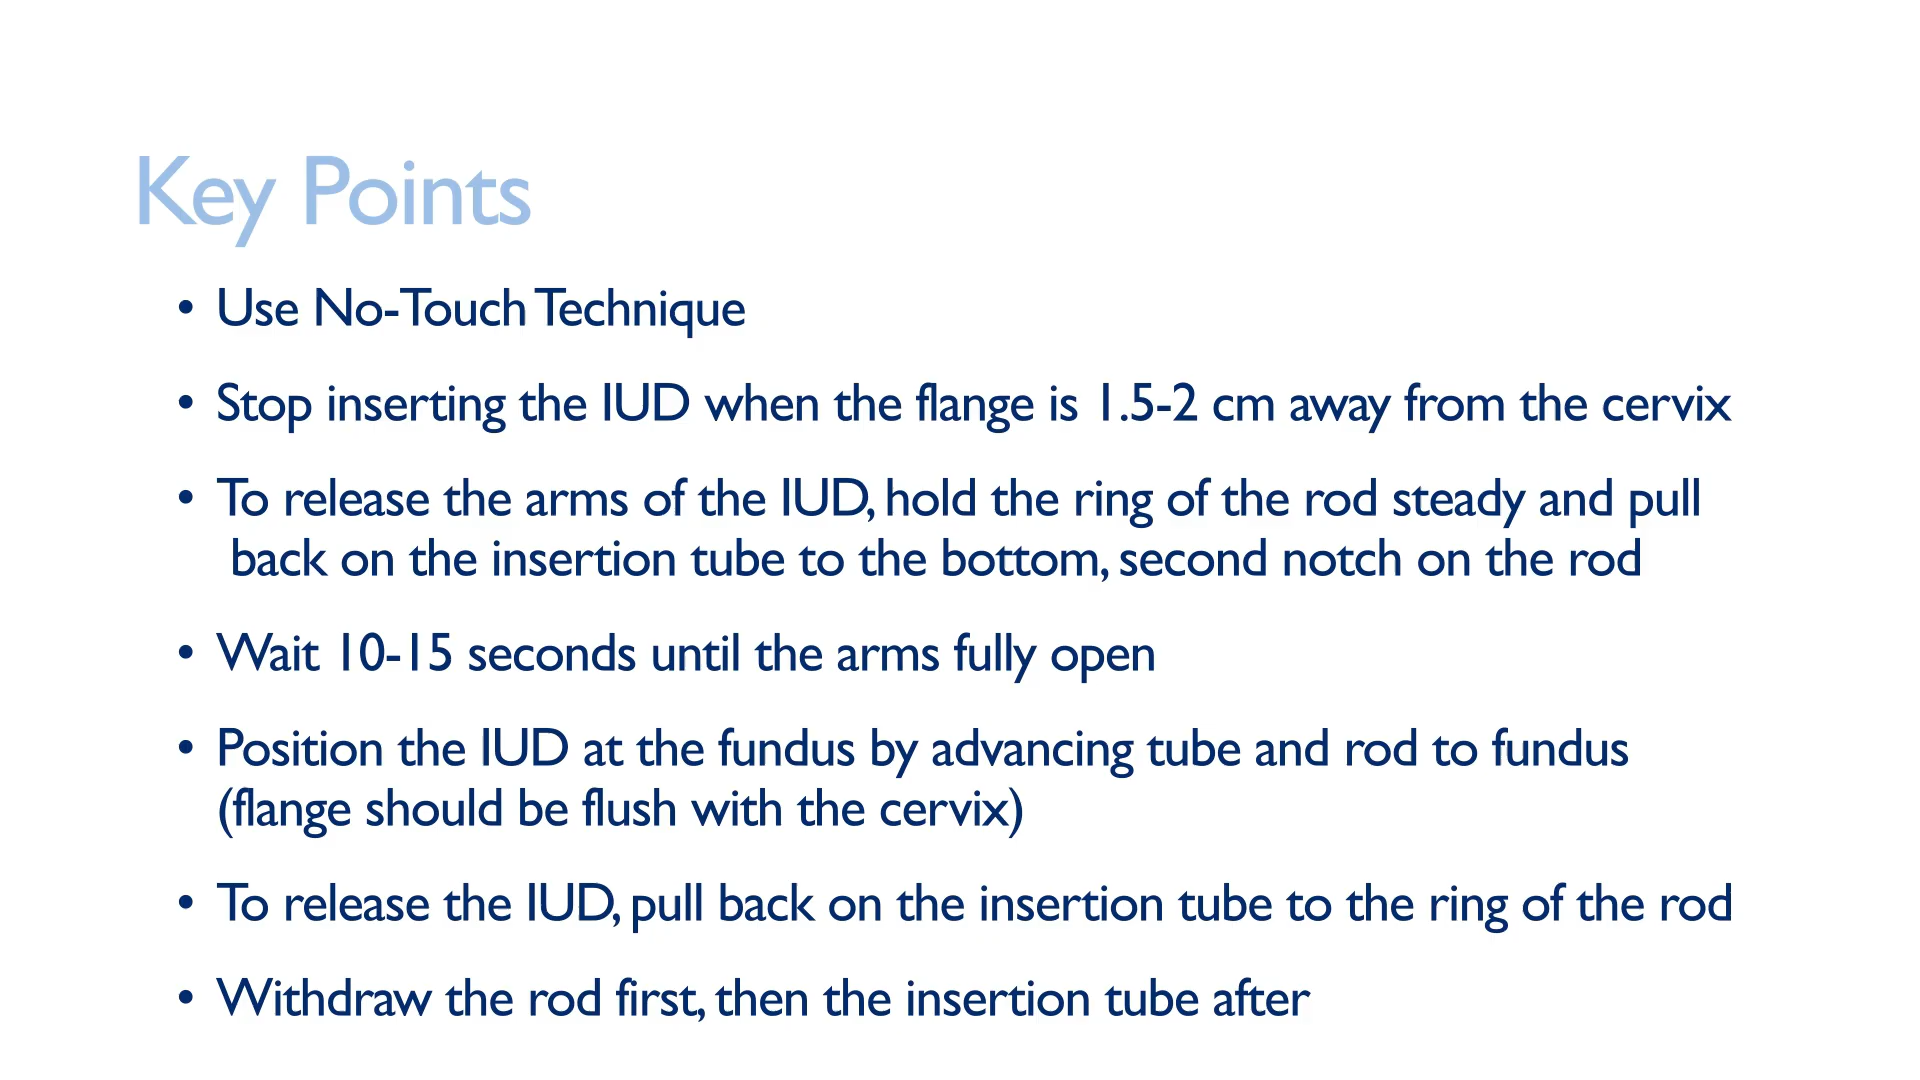 Key Points
• Use No-Touch Technique
• Stop inserting the IUD when the flange is 1.5-2 cm away from the cervix
• To release the arms of the IUD, hold the ring of the rod steady and pull
back on the insertion tube to the bottom, second notch on the rod
• Wait 10-15 seconds until the arms fully open
• Position the IUD at the fundus by advancing tube and rod to fundus
(flange should be flush with the cervix)
• To release the IUD, pull back on the insertion tube to the ring of the rod
• Withdraw the rod first, then the insertion tube after